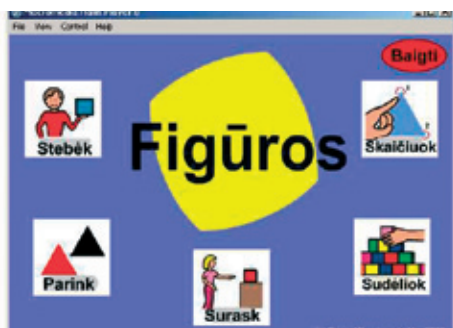 File View Control Help
Baigti
Stebėk
Figūros
Skaičiuok
Parink
Surask
Sudėliok